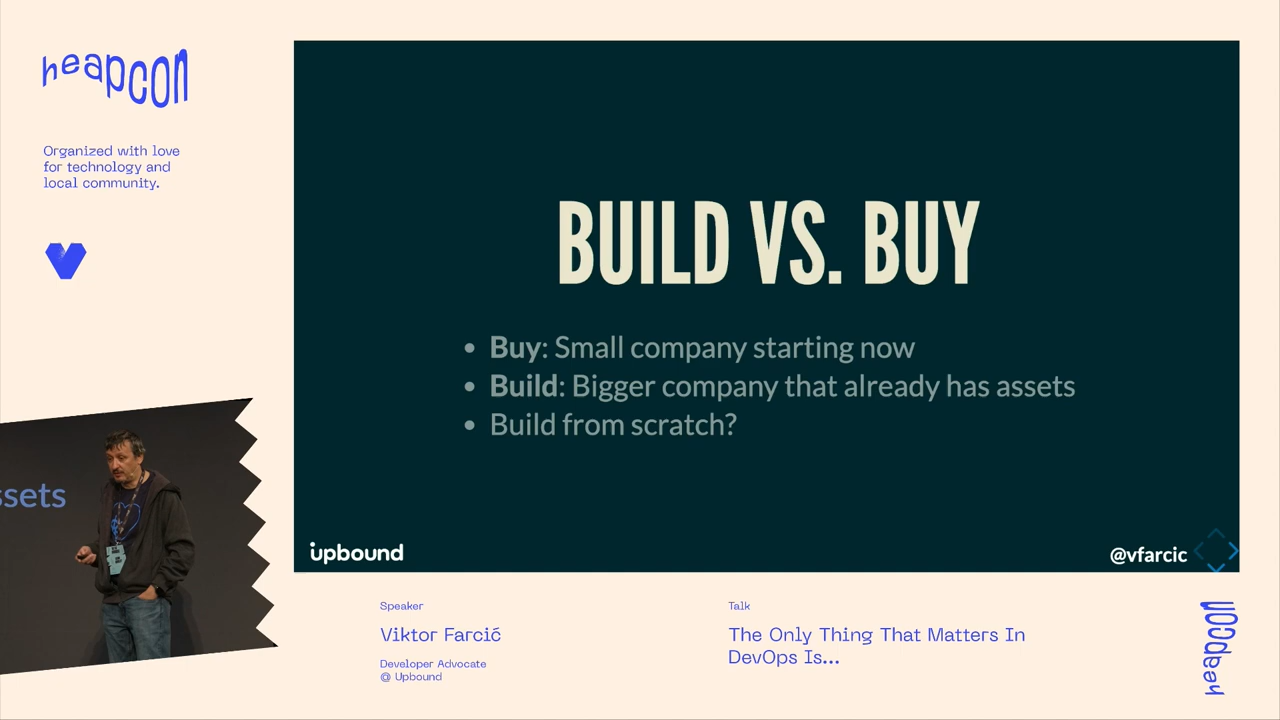 heapcon
Organized with love
for technology and
local community.
BUILD VS. BUY
• Buy: Small company starting now
• Build: Bigger company that already has assets
• Build from scratch?
ssets
upbound
@vfarcic
Speaker
Viktor Farcić
Developer Advocate
@ Upbound
Talk
The Only Thing That Matters In
DevOps Is...
heapcon